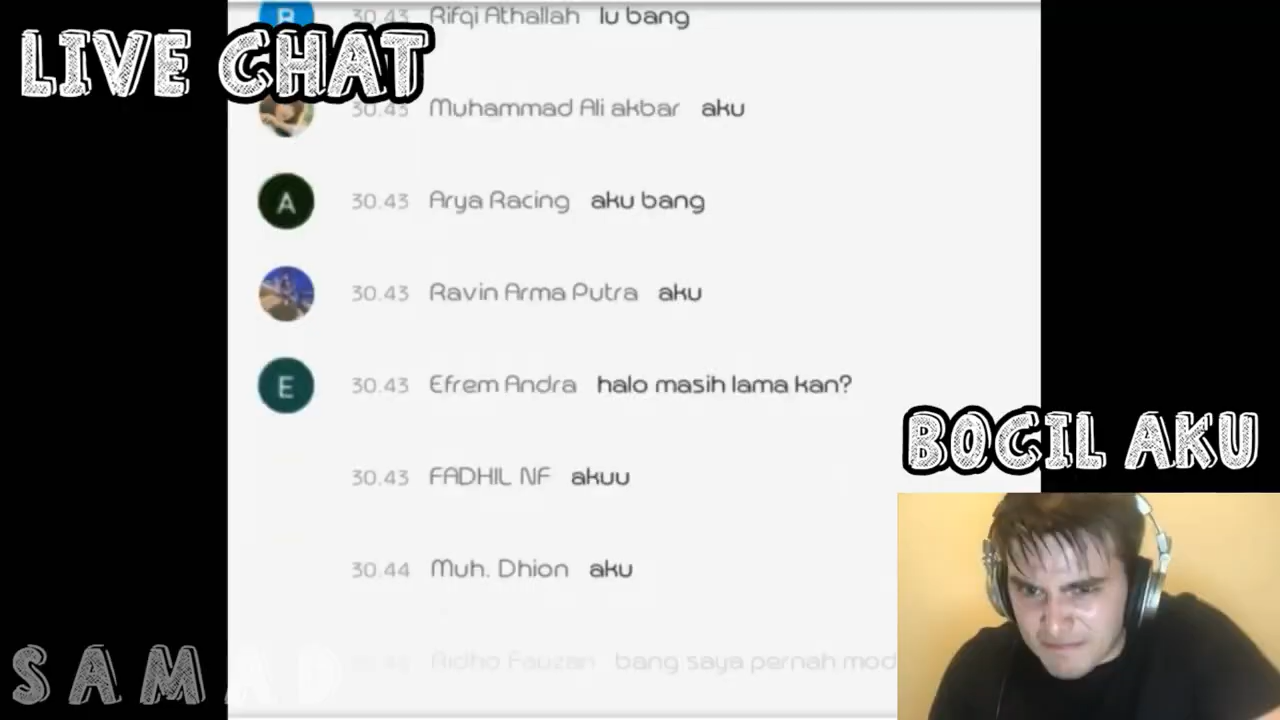 B 30.43 Rifqi Athallah lu bang
LIVE CHAT
30.43 Muhammad Ali akbar aku
A 30.43 Arya Racing aku bang
30.43 Ravin Arma Putra aku
E 30.43 Efrem Andra halo masih lama kan?
BOCIL AKU
30.43 FADHIL NF akuu
30.44 Muh. Dhion aku
SAMAD
Ridho Fauzan bang saya pernah mod